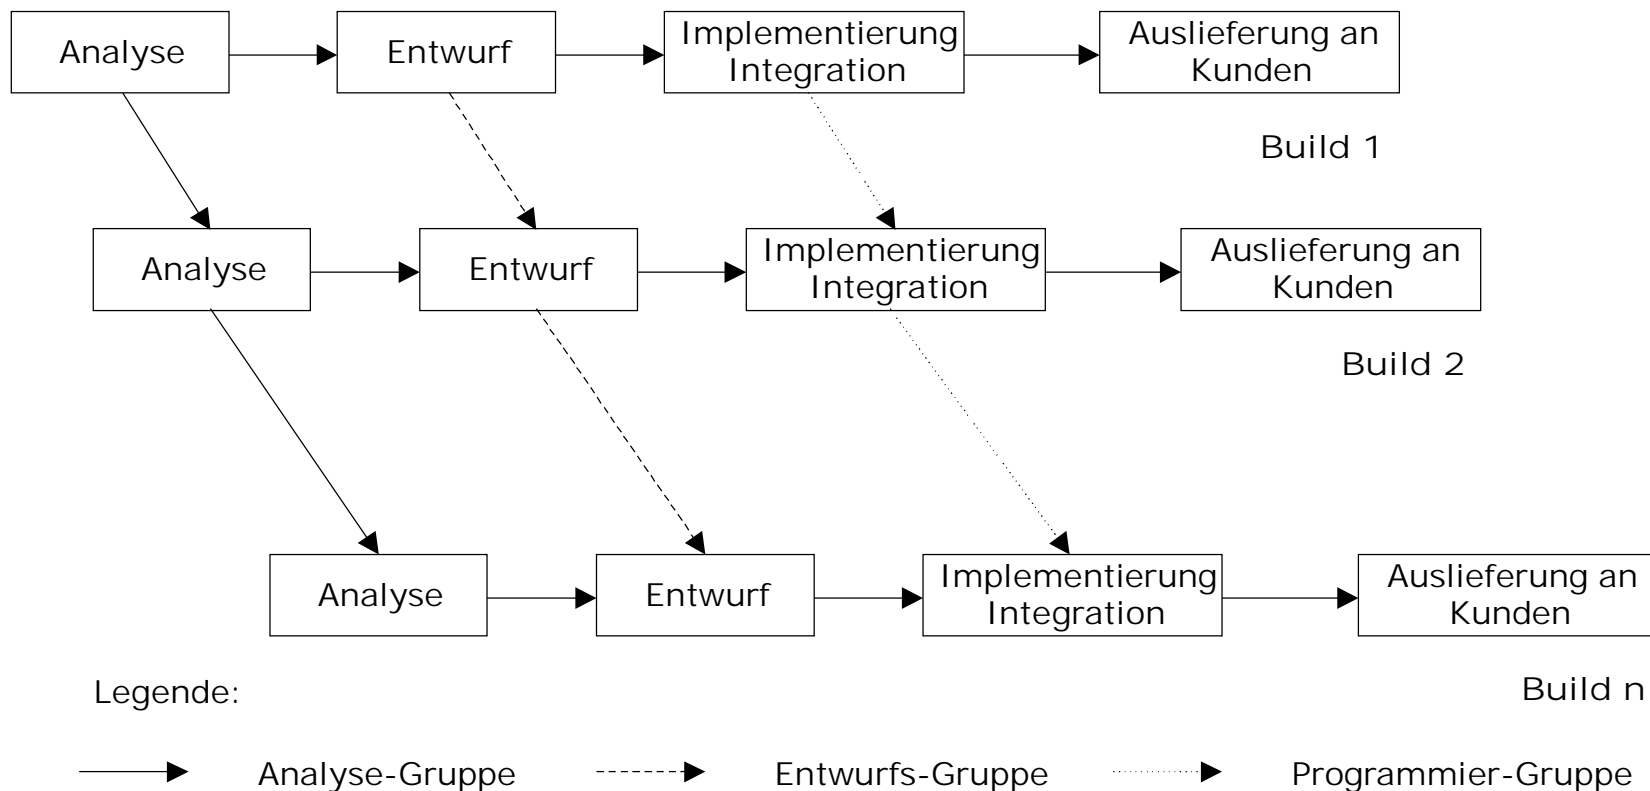 Analyse
Entwurf
Implementierung
Integration
Auslieferung an
Kunden
Build 1
Analyse
Entwurf
Implementierung
Integration
Auslieferung an
Kunden
Build 2
Analyse
Entwurf
Implementierung
Integration
Auslieferung an
Kunden
Build n
Legende:
Analyse-Gruppe
Entwurfs-Gruppe
Programmier-Gruppe